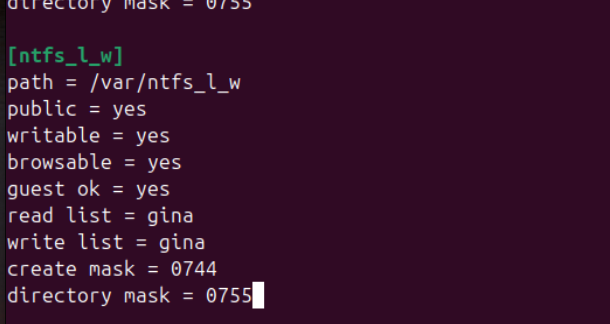 directory mask = 0755
[ntfs_l_w]
path = /var/ntfs_l_w
public = yes
writable = yes
browsable = yes
guest ok = yes
read list = gina
write list = gina
create mask = 0744
directory mask = 0755